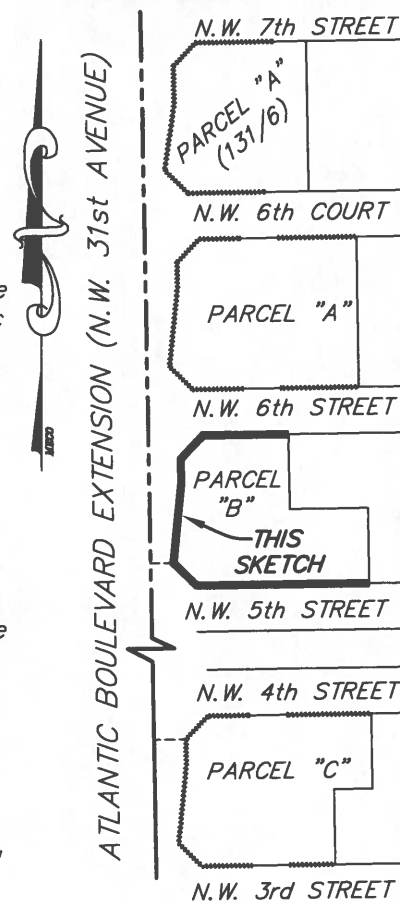 N.W. 7th STREET
PARCEL "A"
(131/6)
N.W. 6th COURT
PARCEL "A"
N.W. 6th STREET
PARCEL
"B"
THIS
SKETCH
N.W. 5th STREET
N.W. 4th STREET
PARCEL "C"
N.W. 3rd STREET
ATLANTIC BOULEVARD EXTENSION (N.W. 31st AVENUE)